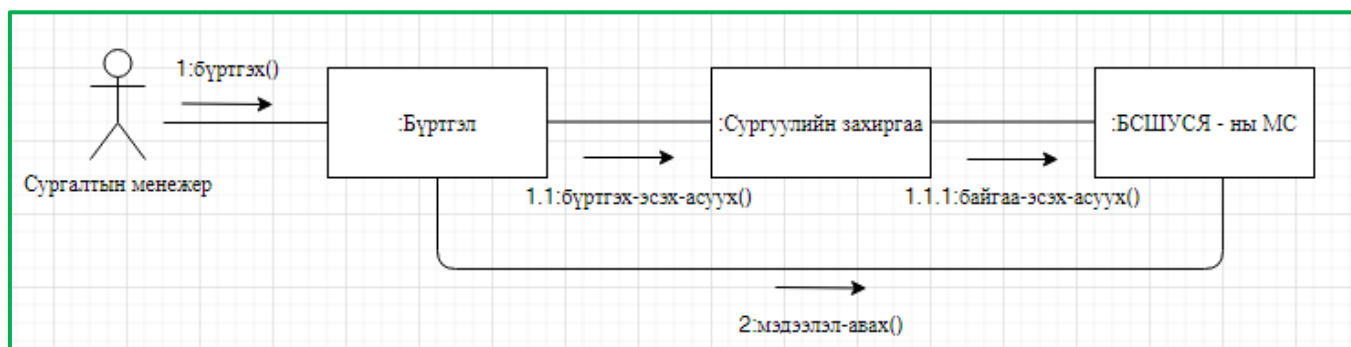 1:бүртгэх()
:Бүртгэл
:Сургуулийн захиргаа
:БСШУСЯ - ны МС
Сургалтын менежер
1.1:бүртгэх-эсэх-асуух()
1.1.1:байгаа-эсэх-асуух()
2:мэдээлэл-авах()